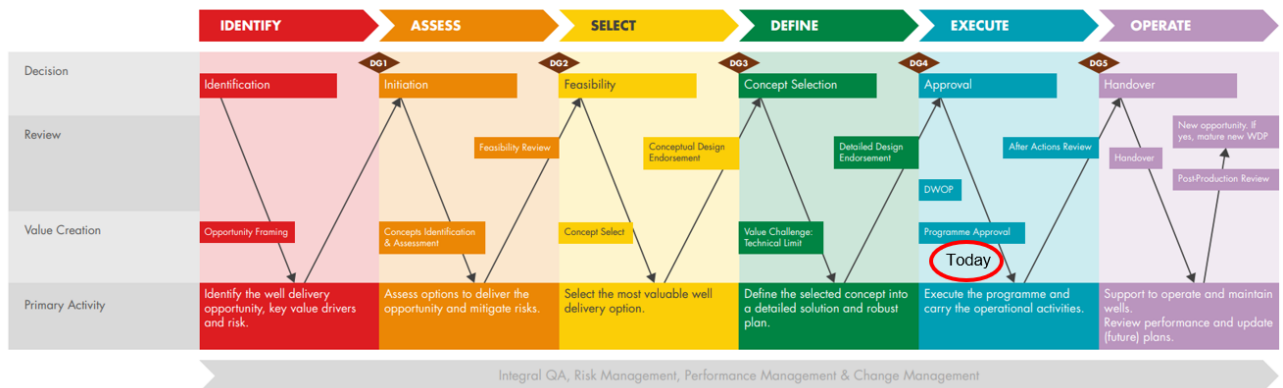 IDENTIFY
ASSESS
SELECT
DEFINE
EXECUTE
OPERATE
DG1
DG2
DG3
DG4
DG5
Decision
Identification
Initiation
Feasibility
Concept Selection
Approval
Handover
Review
Feasibility Review
Conceptual Design
Endorsement
Detailed Design
Endorsement
After Actions Review
DWOP
New opportunity. If
yes, mature new WDP
Handover
Post-Production Review
Value Creation
Opportunity Framing
Concepts Identification
& Assessment
Concept Select
Value Challenge:
Technical Limit
Programme Approval
Today
Primary Activity
Identify the well delivery
opportunity, key value drivers
and risk.
Assess options to deliver the
opportunity and mitigate risks.
Select the most valuable well
delivery option.
Define the selected concept into
a detailed solution and robust
plan.
Execute the programme and
carry the operational activities.
Support to operate and maintain
wells.
Review performance and update
(future) plans.
Integral QA, Risk Management, Performance Management & Change Management